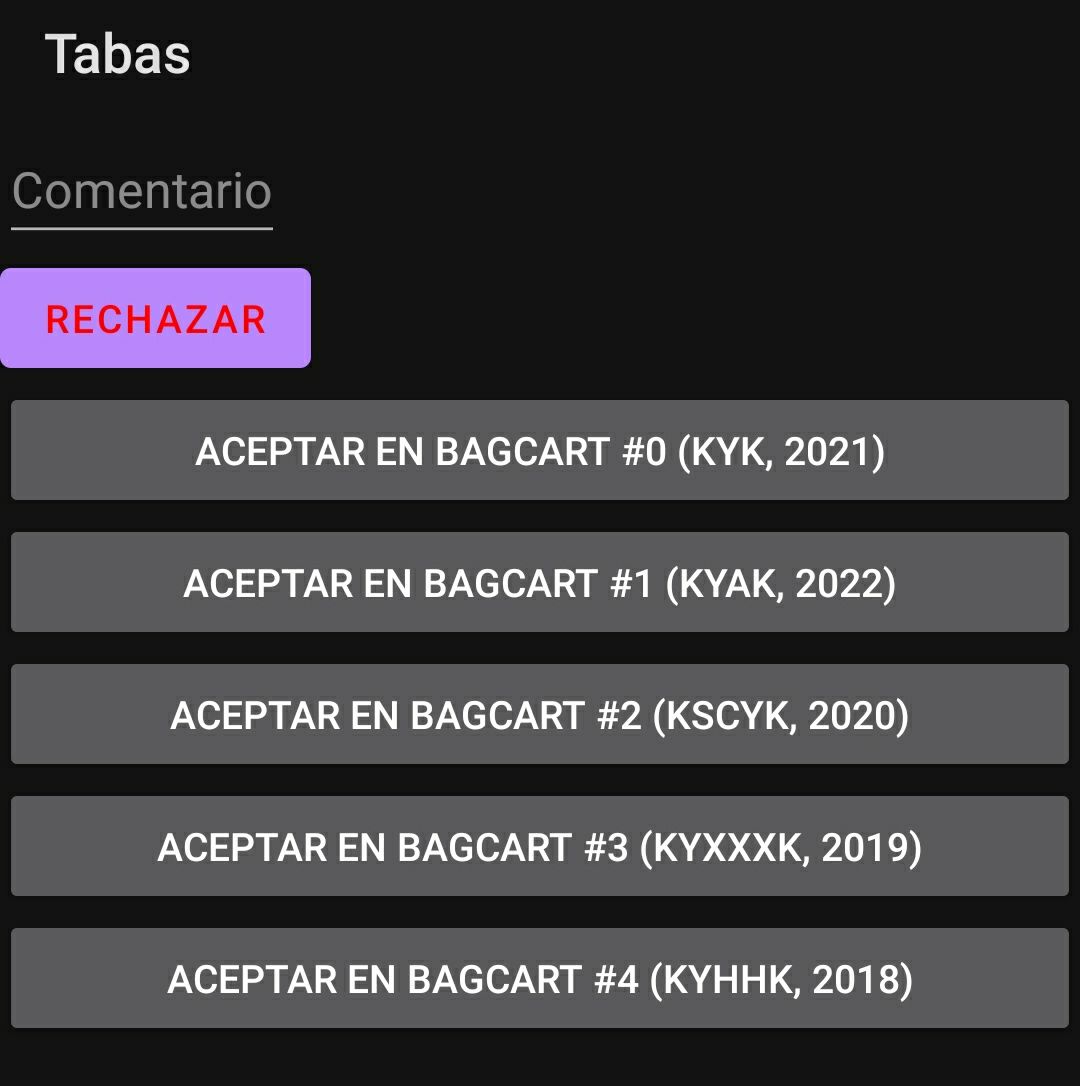 Tabas
Comentario
RECHAZAR
ACEPTAR EN BAGCART #0 (KYK, 2021)
ACEPTAR EN BAGCART #1 (KYAK, 2022)
ACEPTAR EN BAGCART #2 (KSCYK, 2020)
ACEPTAR EN BAGCART #3 (KYXXXK, 2019)
ACEPTAR EN BAGCART #4 (KYHHK, 2018)